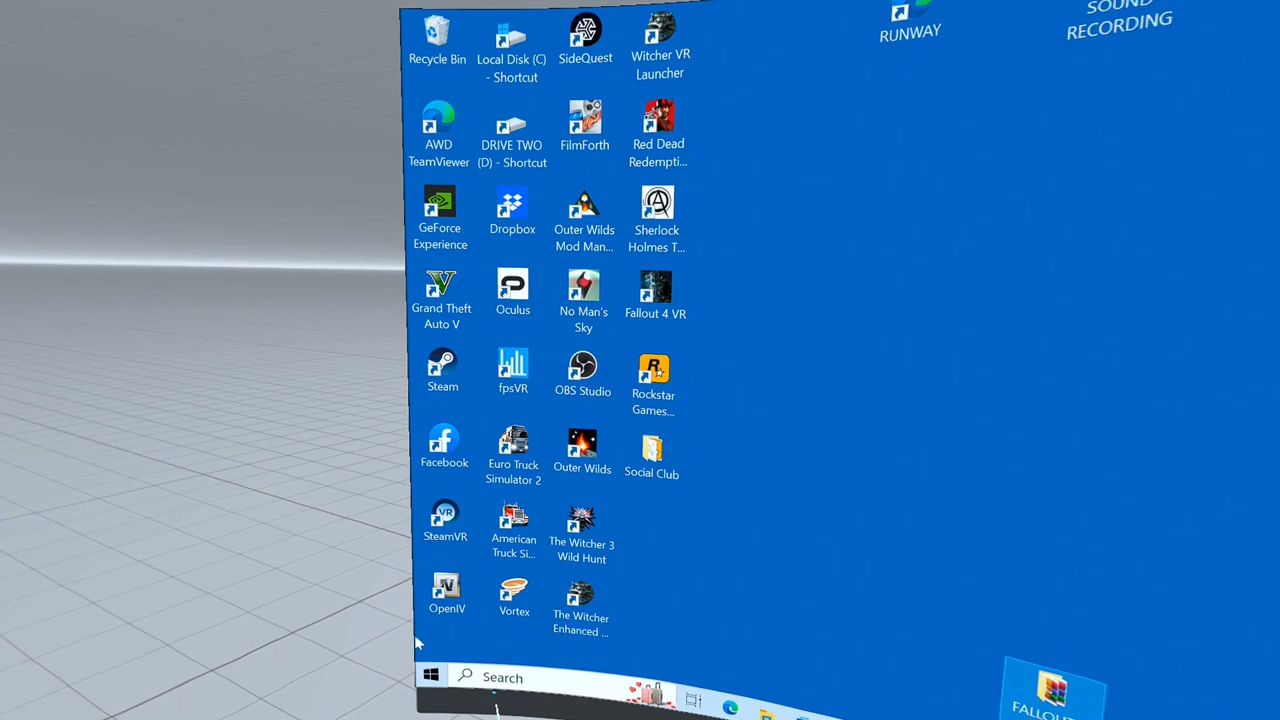 Recycle Bin
Local Disk (C)
- Shortcut
SideQuest
Witcher VR
Launcher
RUNWAY
SOUND
RECORDING
AWD
TeamViewer
DRIVE TWO
(D) - Shortcut
FilmForth
Red Dead
Redempti...
GeForce
Experience
Dropbox
Outer Wilds
Mod Man...
Sherlock
Holmes T...
Grand Theft
Auto V
Oculus
No Man's
Sky
Fallout 4 VR
Steam
fpsVR
OBS Studio
Rockstar
Games...
Facebook
Euro Truck
Simulator 2
Outer Wilds
Social Club
SteamVR
American
Truck Si...
The Witcher 3
Wild Hunt
OpenIV
Vortex
The Witcher
Enhanced ...
Search
FALLOUT